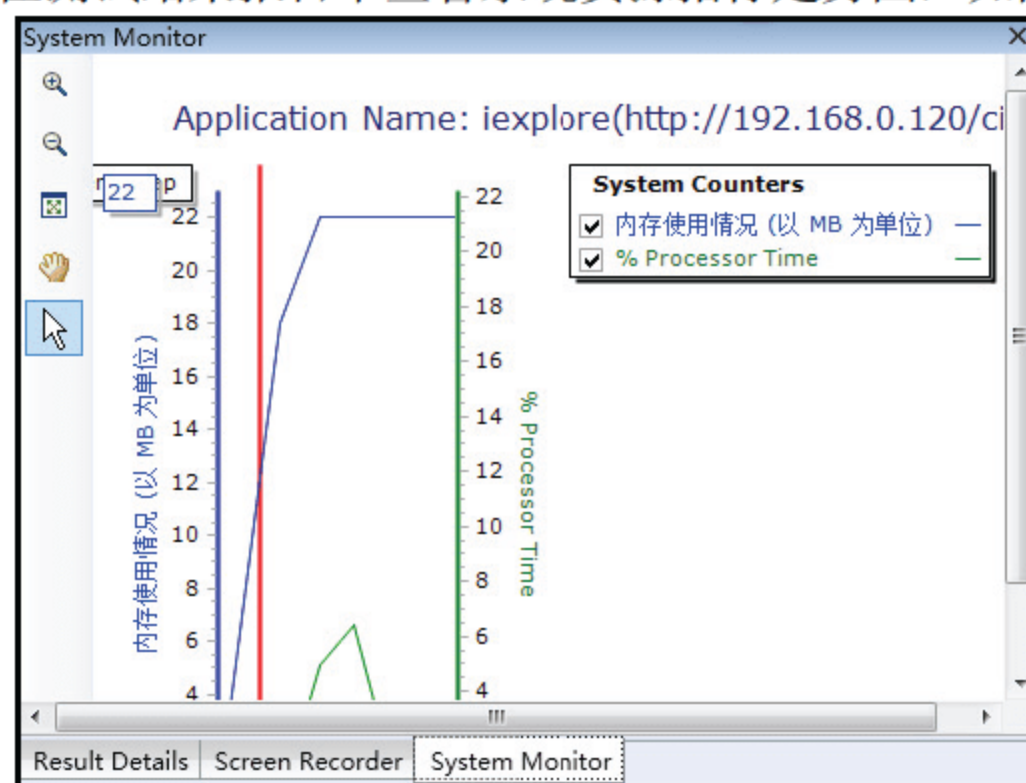 System Monitor
Application Name: iexplore(http://192.168.0.120/ci
22
22
20
18
16
14
12
10
8
6
4
内存使用情况 (以 MB 为单位)
22
20
18
16
14
12
10
8
6
4
% Processor Time
System Counters
内存使用情况 (以 MB 为单位)
% Processor Time
Result Details
Screen Recorder
System Monitor